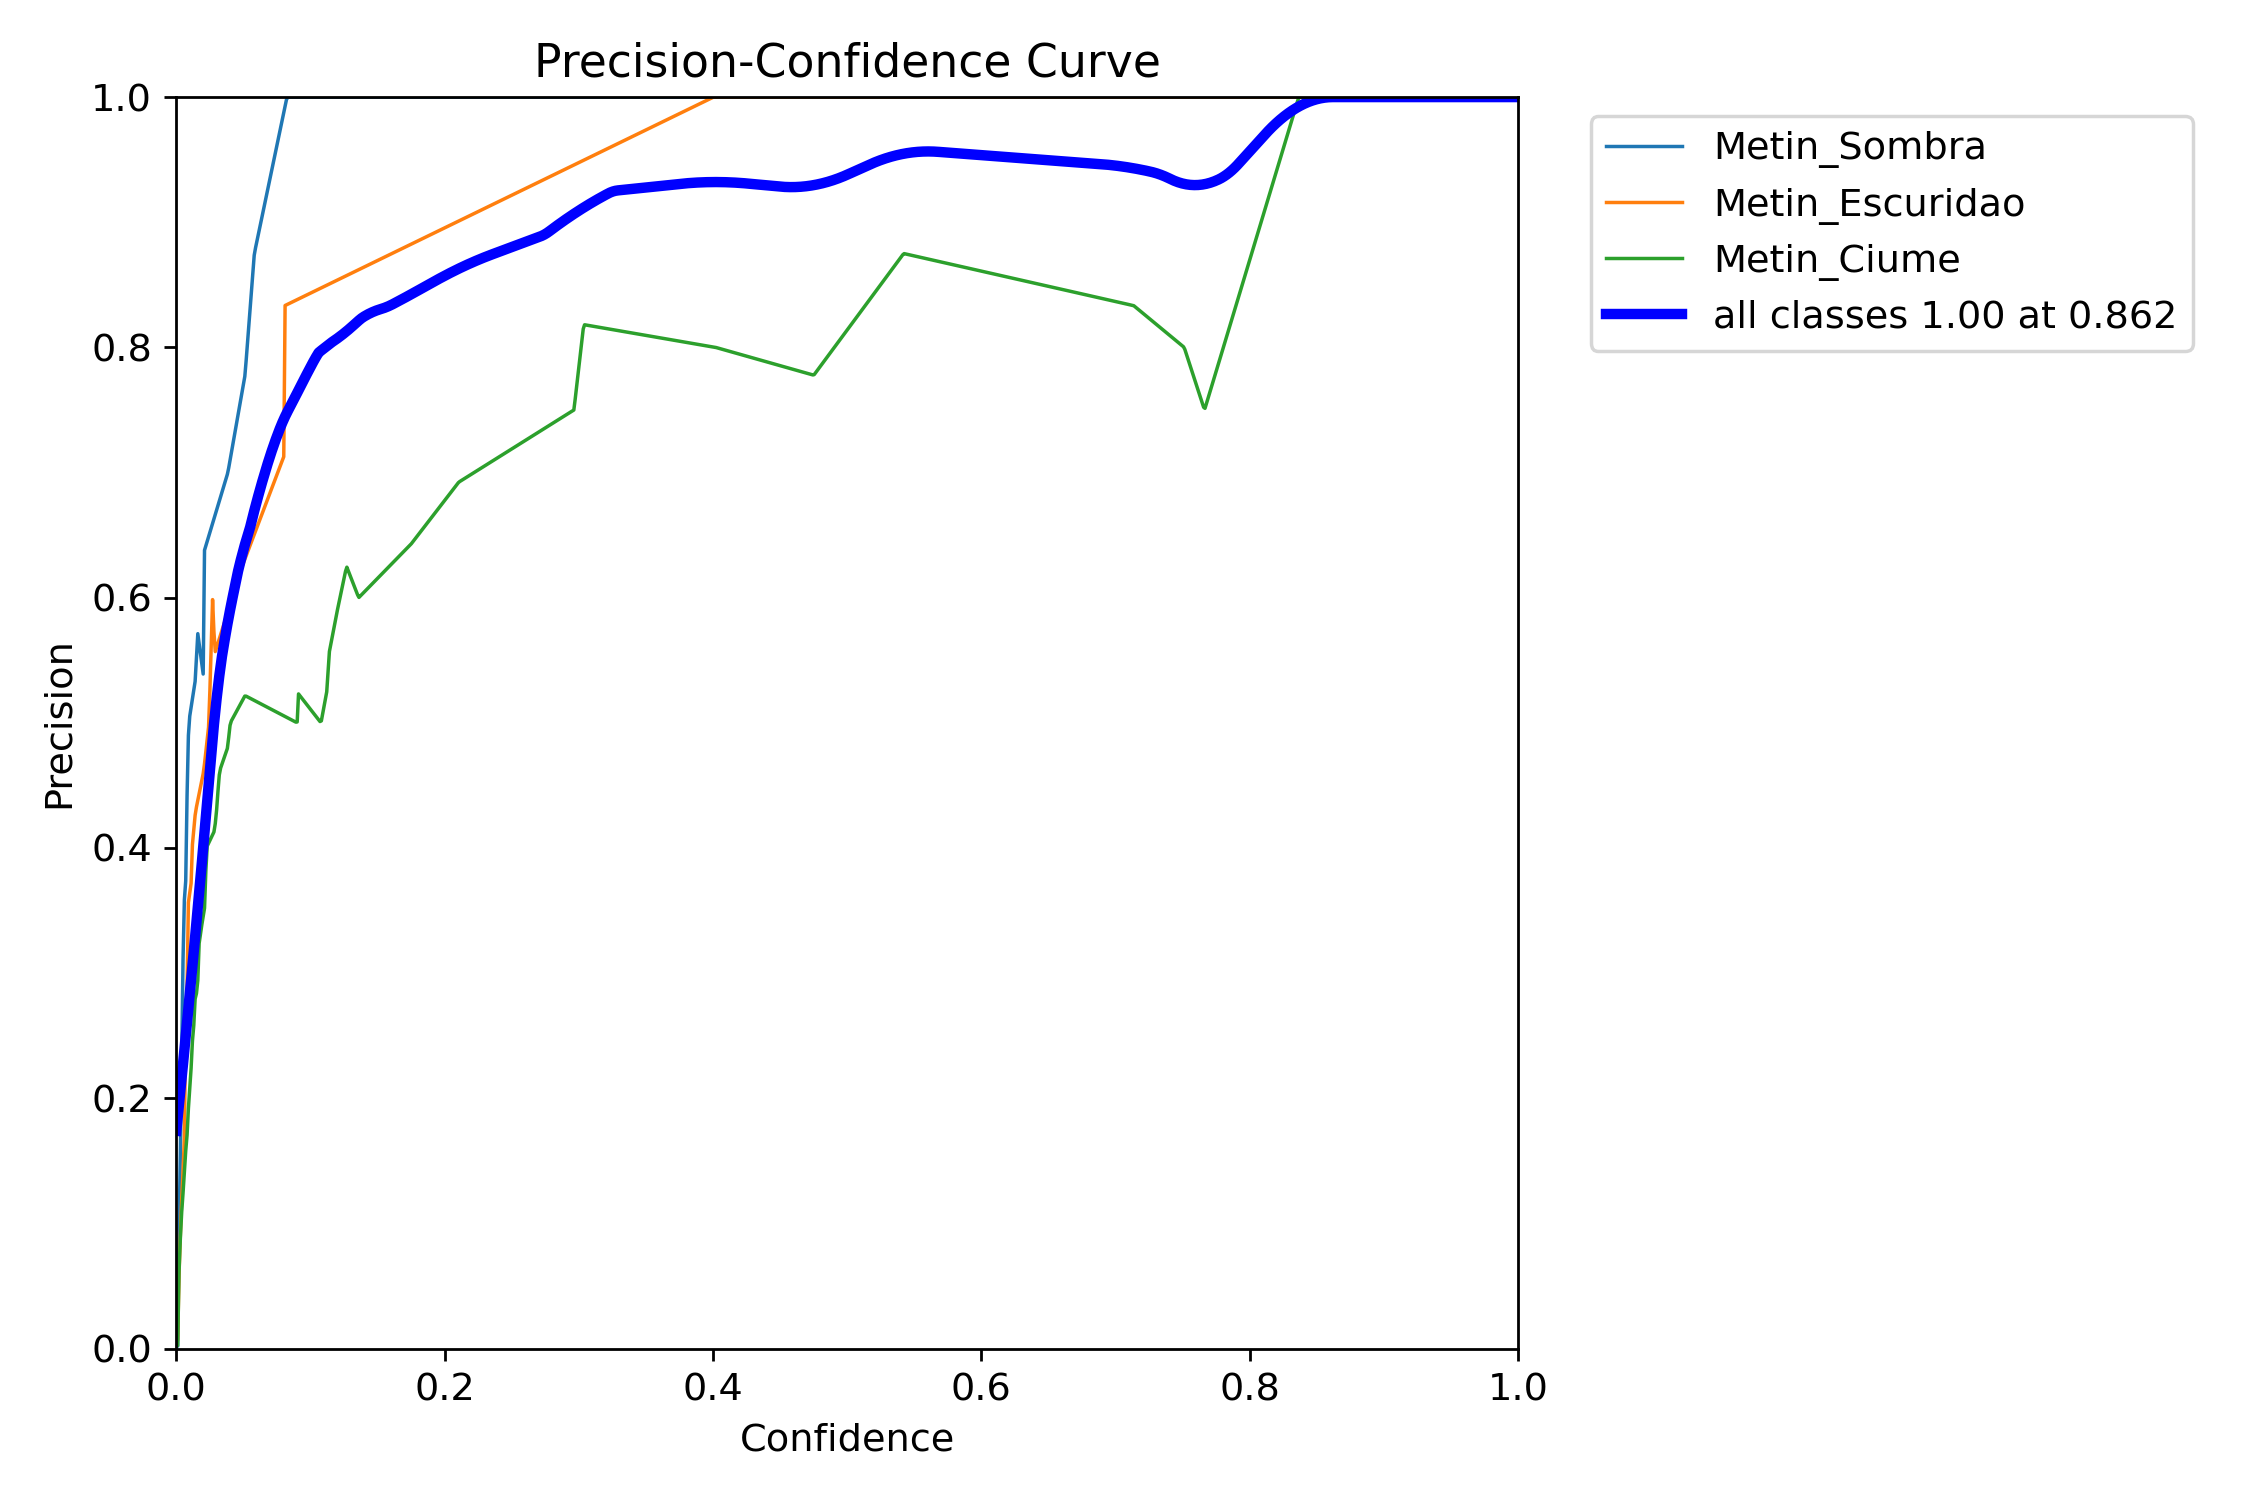 Precision-Confidence Curve
Metin_Sombra
Metin_Escuridao
Metin_Ciume
all classes 1.00 at 0.862
Precision
1.0
0.8
0.6
0.4
0.2
0.0
0.0 0.2 0.4 0.6 0.8 1.0
Confidence